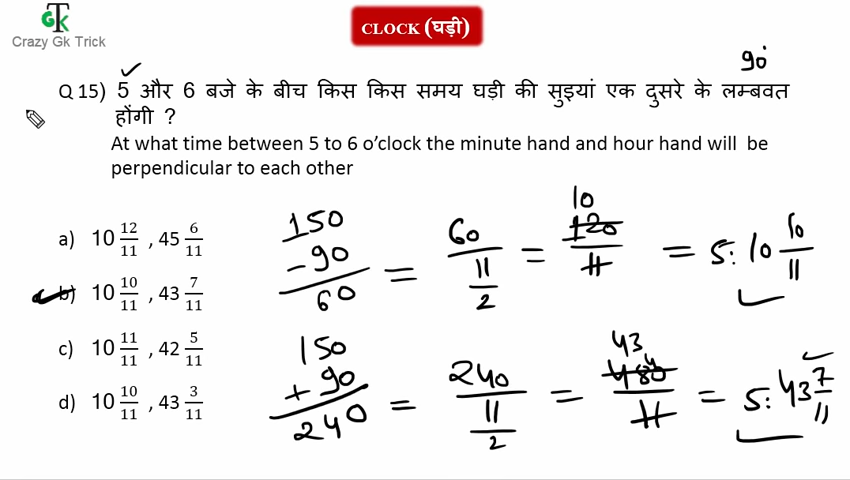 GTK
Crazy Gk Trick
CLOCK (घड़ी)
90°
Q 15) 5 और 6 बजे के बीच किस किस समय घड़ी की सुइयां एक दुसरे के लम्बवत
होंगी ?
At what time between 5 to 6 o'clock the minute hand and hour hand will be
perpendicular to each other
a) 10 12/11 , 45 6/11
b) 10 10/11 , 43 7/11
c) 10 11/11 , 42 5/11
d) 10 10/11 , 43 3/11
150
- 90
60 = 60/(11/2) = 120/11 = 5:10 10/11
10
150
+ 90
240 = 240/(11/2) = 480/11 = 5:43 7/11
43
4